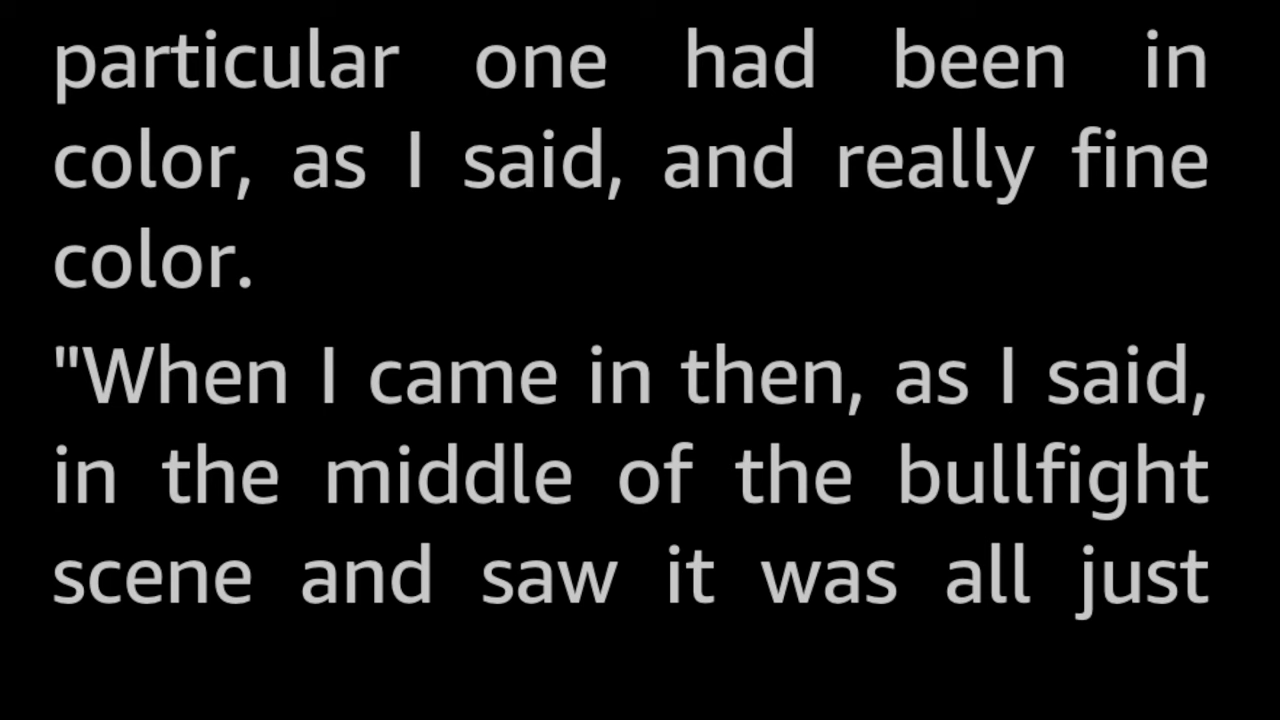 particular one had been in
color, as I said, and really fine
color.
"When I came in then, as I said,
in the middle of the bullfight
scene and saw it was all just